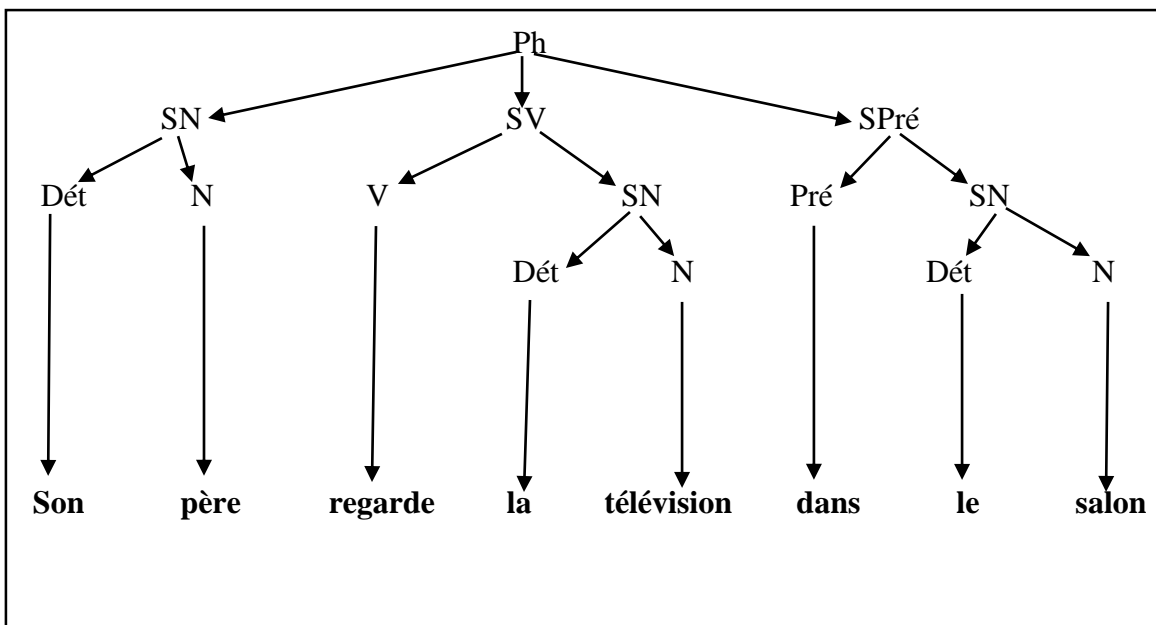 Ph
SN SV SPré
Dét N V SN Pré SN
Dét N Dét N
Son père regarde la télévision dans le salon